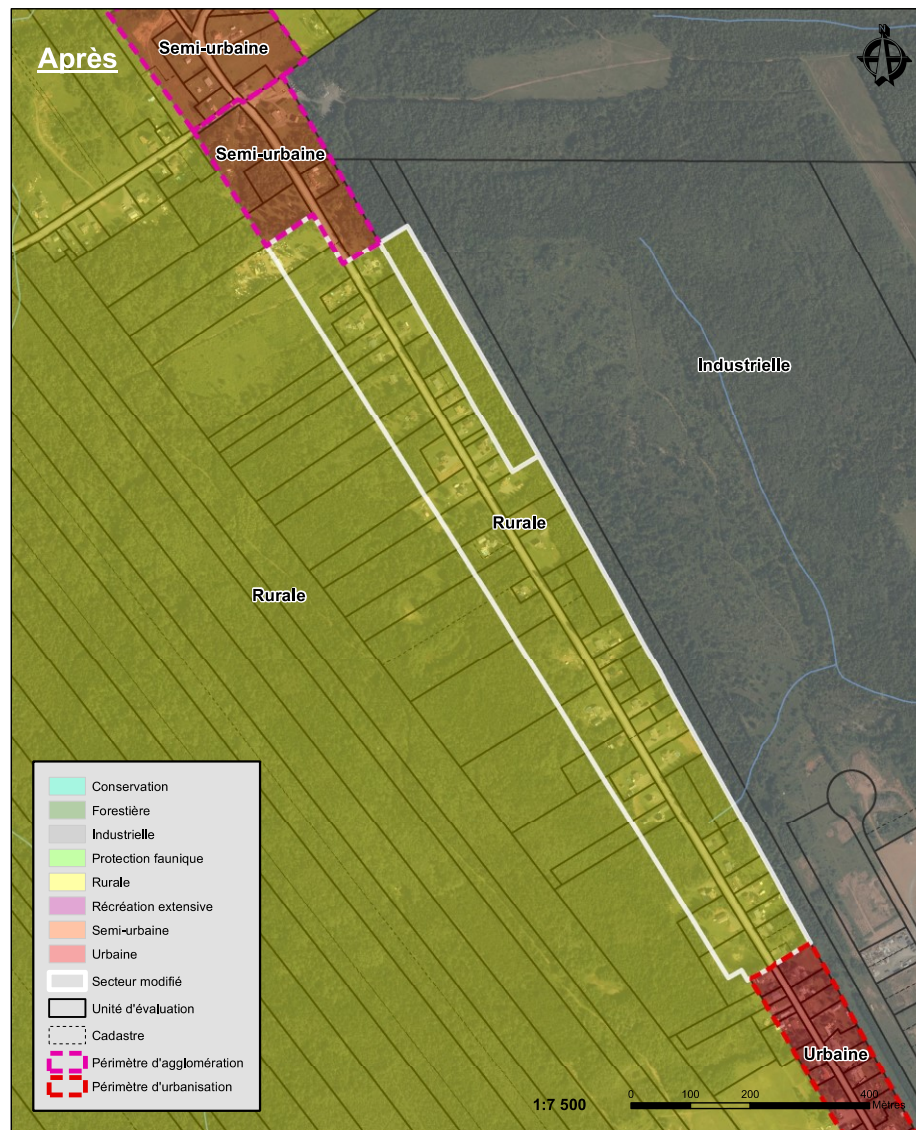 Après
Semi-urbaine
N
Semi-urbaine
Industrielle
Rurale
Rurale
Conservation
Forestière
Industrielle
Protection faunique
Rurale
Récréation extensive
Semi-urbaine
Urbaine
Secteur modifié
Unité d'évaluation
Cadastre
Périmètre d'agglomération
Périmètre d'urbanisation
Urbaine
1:7 500
0 100 200 400
Mètres